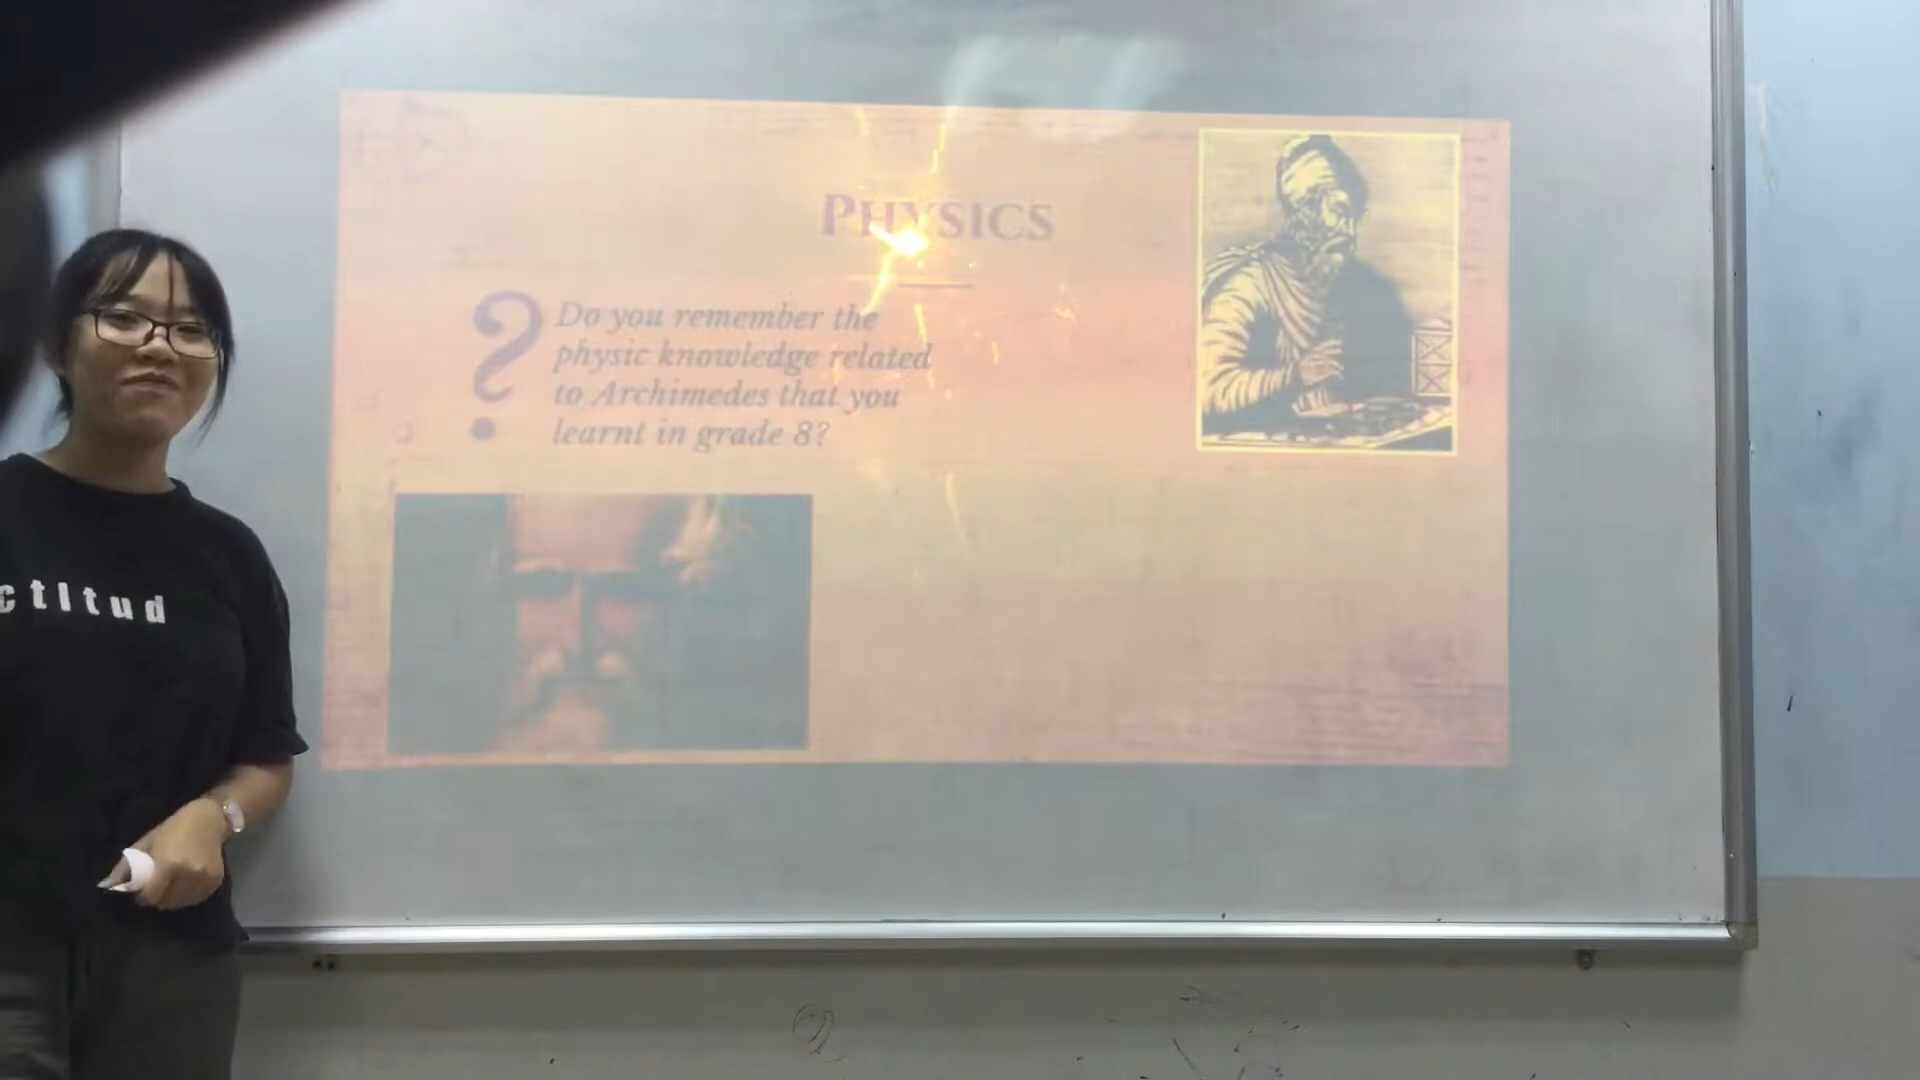 PHYSICS
? Do you remember the
physic knowledge related
to Archimedes that you
learnt in grade 8?
ctltud